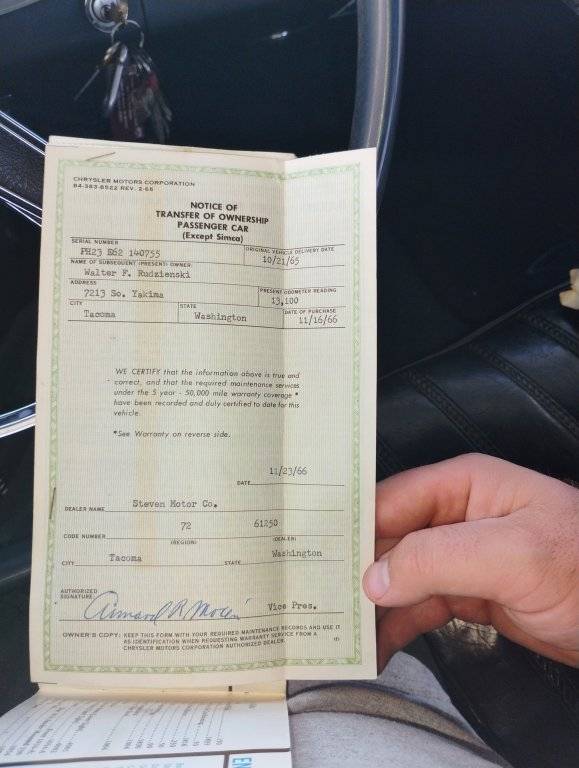 CHRYSLER MOTORS CORPORATION
84-383-8522 REV. 2-66
NOTICE OF
TRANSFER OF OWNERSHIP
PASSENGER CAR
(Except Simca)
SERIAL NUMBER
PH23 E62 140755
ORIGINAL VEHICLE DELIVERY DATE
10/21/65
NAME OF SUBSEQUENT (PRESENT) OWNER
Walter F. Rudzienski
ADDRESS
7213 So. Yakima
PRESENT ODOMETER READING
13,100
CITY
Tacoma
STATE
Washington
DATE OF PURCHASE
11/16/66
WE CERTIFY that the information above is true and
correct, and that the required maintenance services
under the 5 year - 50,000 mile warranty coverage *
have been recorded and duly certified to date for this
vehicle.
*See Warranty on reverse side.
DATE 11/23/66
DEALER NAME Steven Motor Co.
CODE NUMBER 72 61250
(REGION) (DEALER)
CITY Tacoma STATE Washington
AUTHORIZED
SIGNATURE Vice Pres.
OWNER'S COPY: KEEP THIS FORM WITH YOUR REQUIRED MAINTENANCE RECORDS AND USE IT
AS IDENTIFICATION WHEN REQUESTING WARRANTY SERVICE FROM A
CHRYSLER MOTORS CORPORATION AUTHORIZED DEALER.
EN